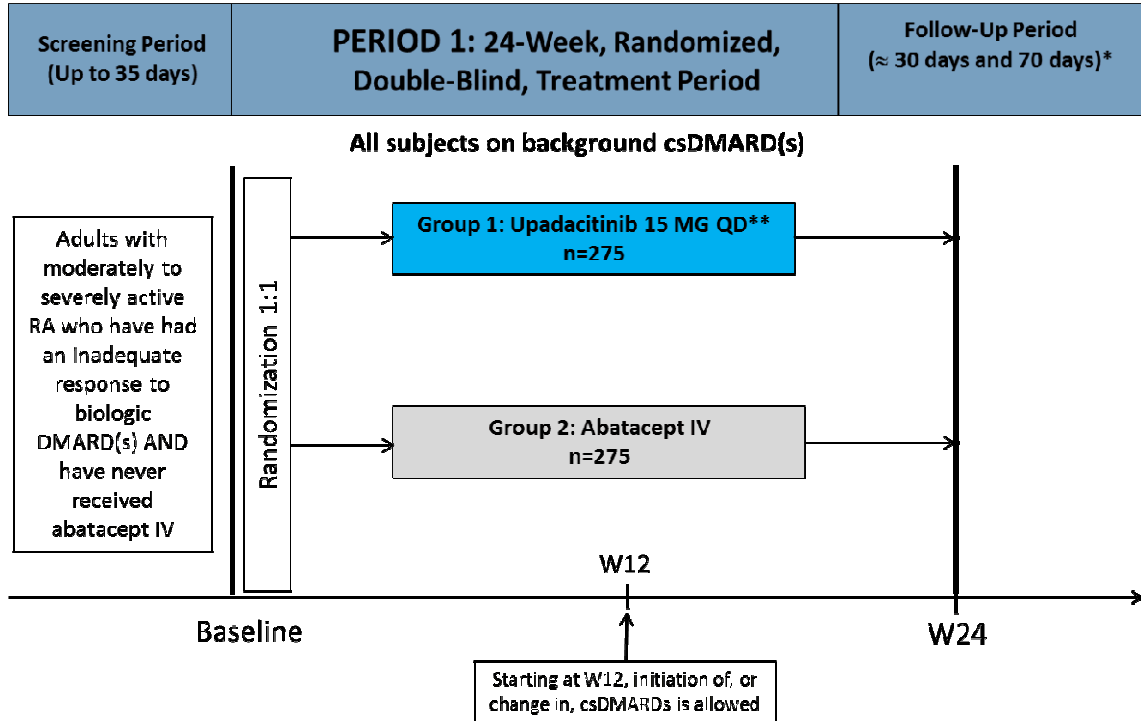 Screening Period
(Up to 35 days)
PERIOD 1: 24-Week, Randomized,
Double-Blind, Treatment Period
Follow-Up Period
(≈ 30 days and 70 days)*
All subjects on background csDMARD(s)
Adults with
moderately to
severely active
RA who have had
an Inadequate
response to
biologic
DMARD(s) AND
have never
received
abatacept IV
Randomization 1:1
Group 1: Upadacitinib 15 MG QD**
n=275
Group 2: Abatacept IV
n=275
W12
Baseline
W24
Starting at W12, initiation of, or
change in, csDMARDs is allowed